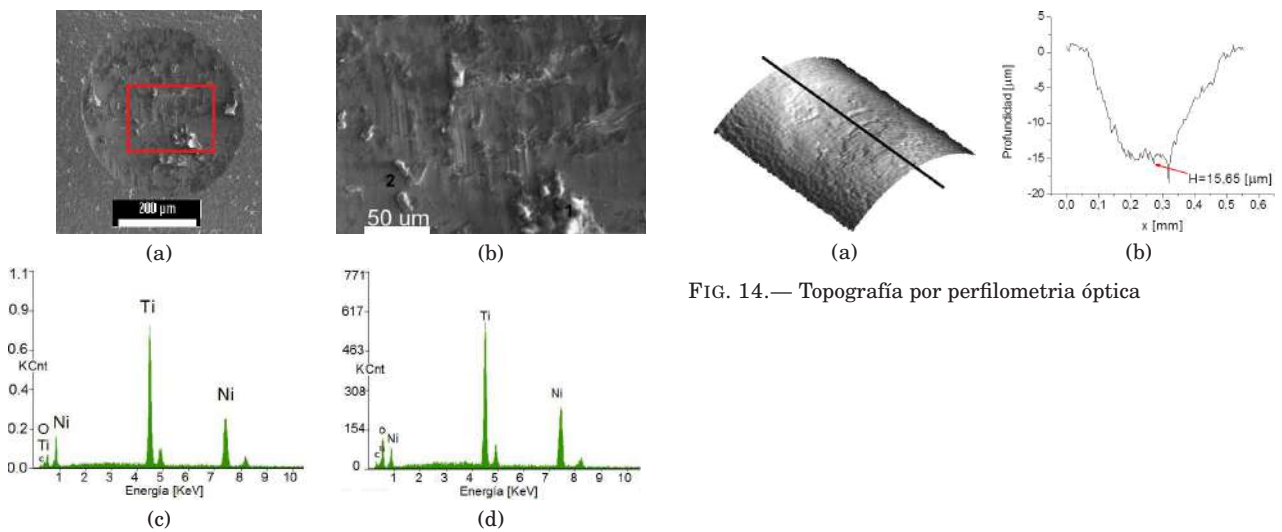 200 µm
(a)
2
1
50 um
(b)
1.1
0.9
0.6
0.4
0.2
0.0
KCnt
Ti
Ni
O
Ni
Ti
C
1 2 3 4 5 6 7 8 9 10
Energía [KeV]
(c)
771
617
463
308
154
0
KCnt
Ti
Ni
Ni
C
1 2 3 4 5 6 7 8 9 10
Energía [KeV]
(d)
(a)
5
0
-5
-10
-15
-20
Profundidad [µm]
H=15,65 [µm]
0,0 0,1 0,2 0,3 0,4 0,5 0,6
x [mm]
(b)
FIG. 14.— Topografía por perfilometria óptica